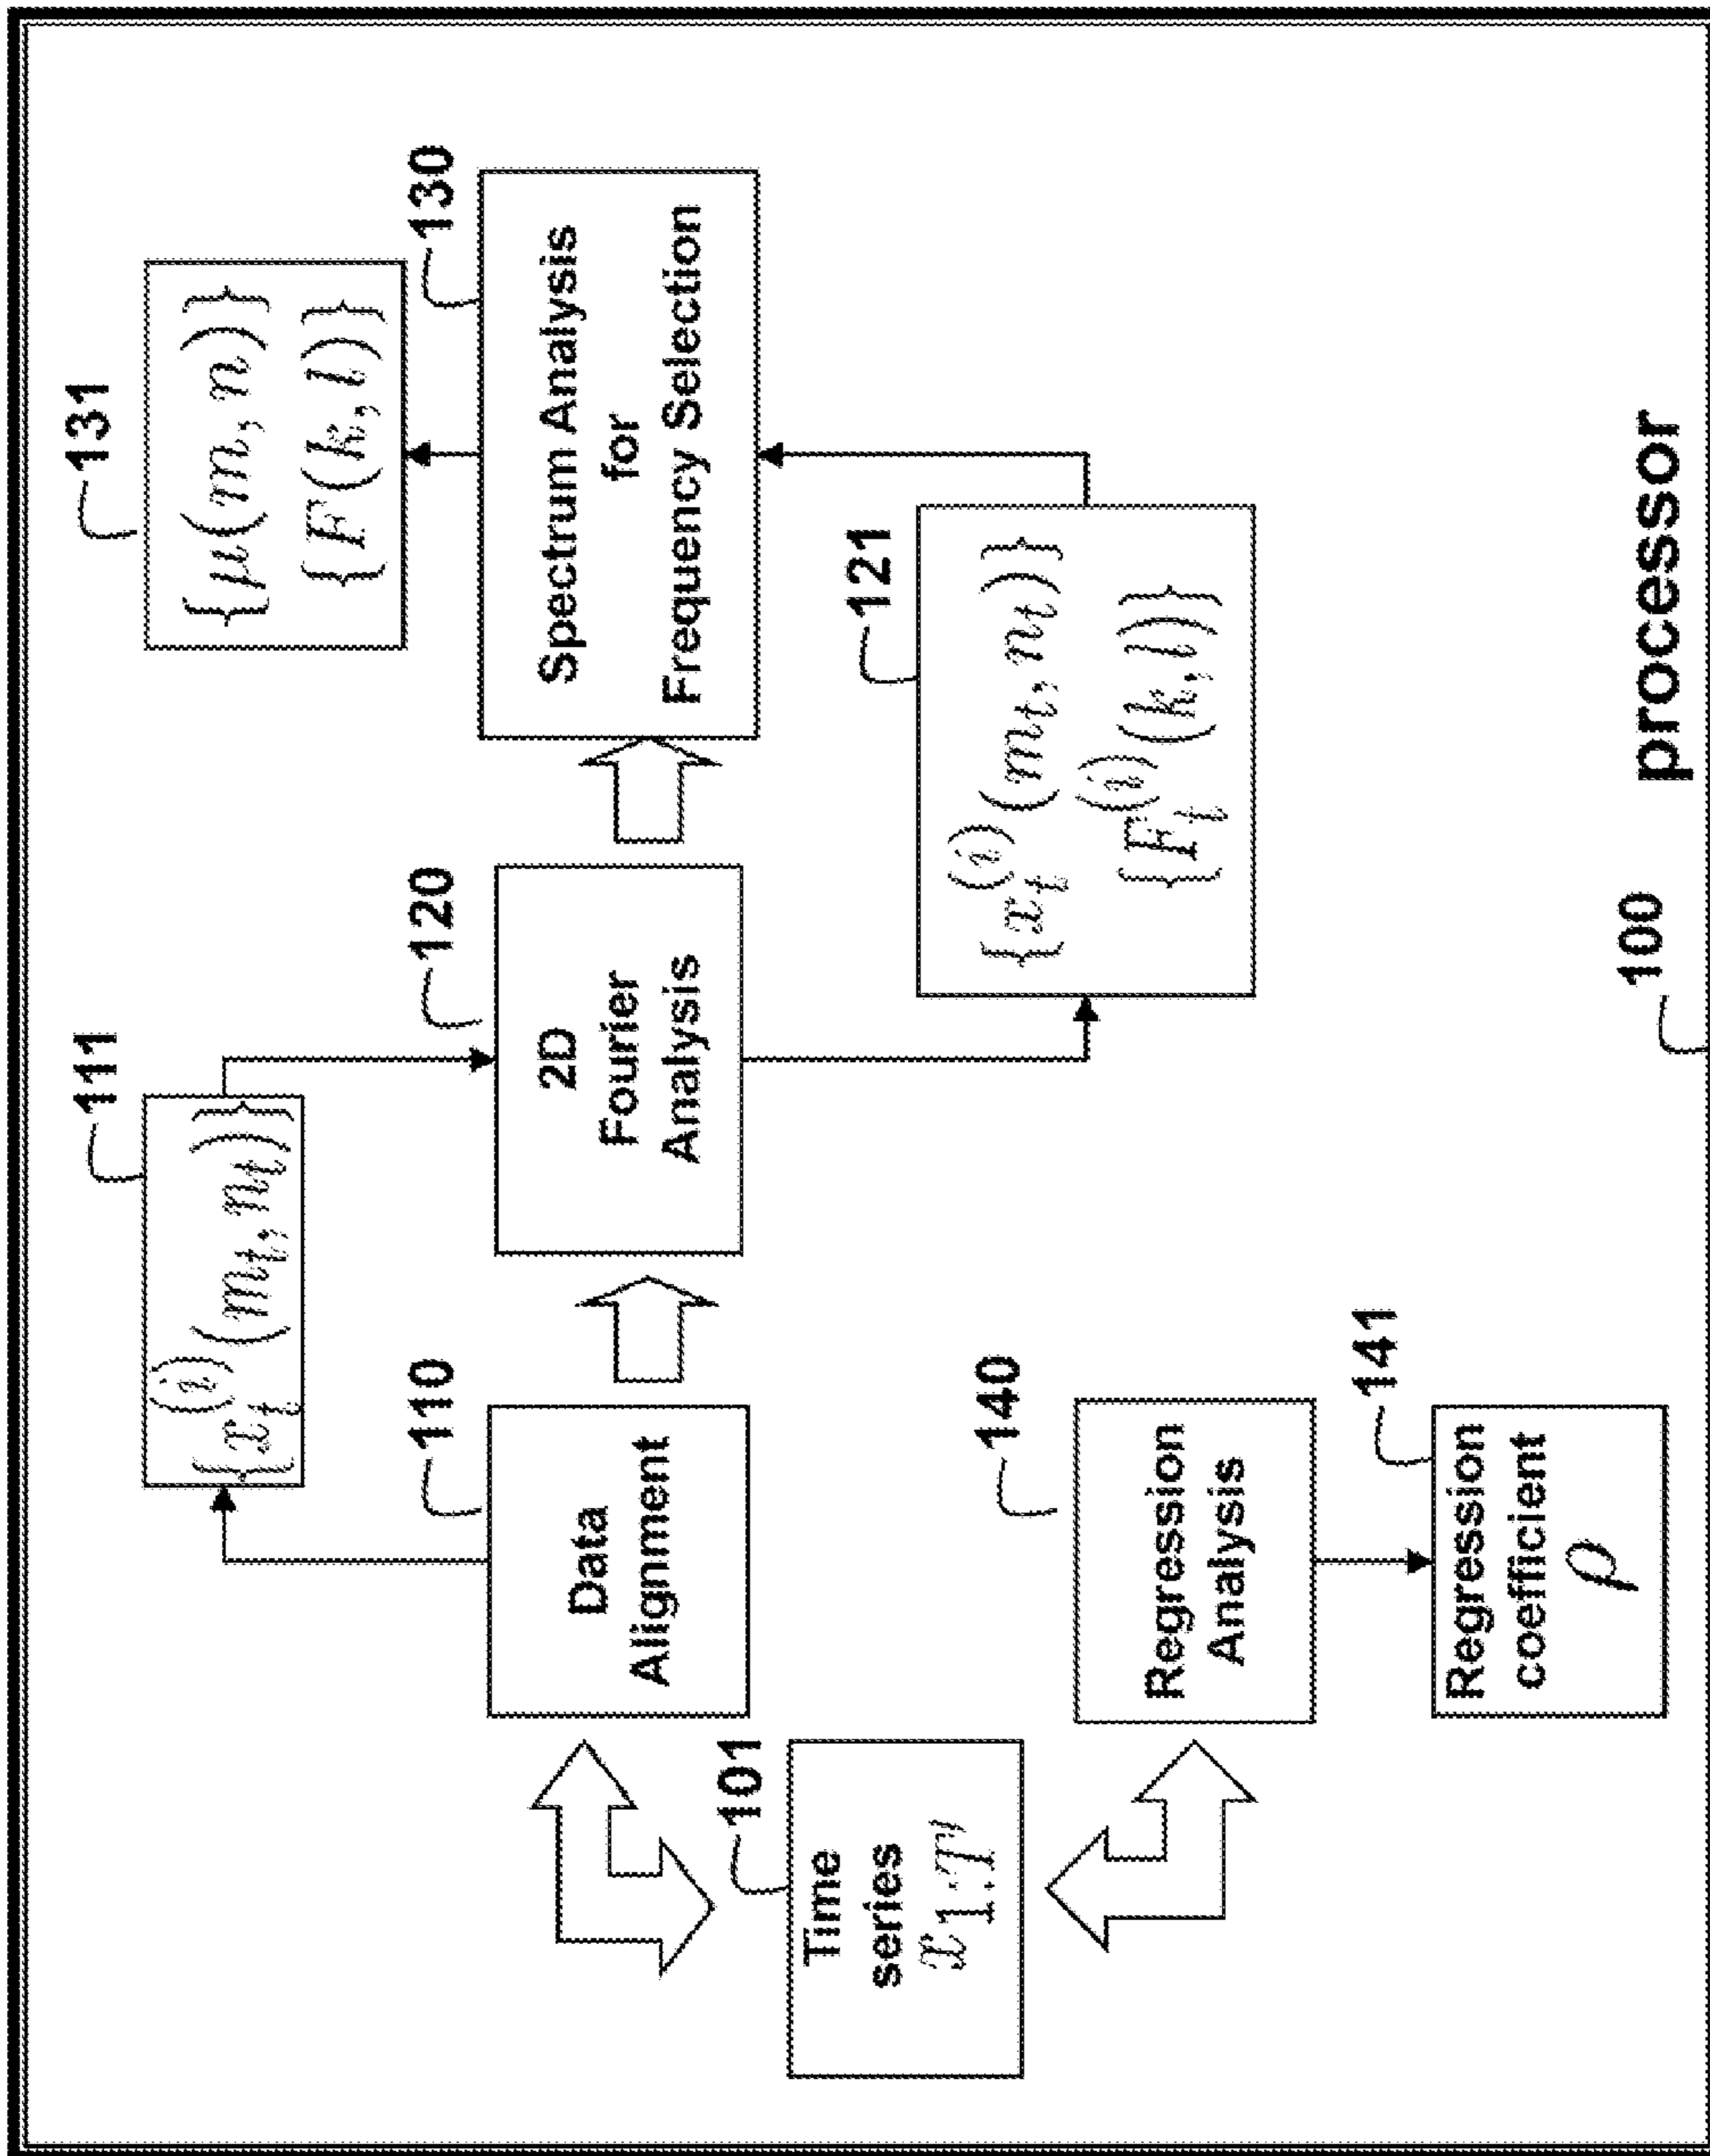 111
{x_t^{(i)}(m_t, n_t)}
131
{μ(m, n)}
{F(k, l)}
110
Data
Alignment
120
2D
Fourier
Analysis
130
Spectrum Analysis
for
Frequency Selection
101
Time
series
x_{1:T}
121
{x_t^{(i)}(m_t, n_t)}
{F_t^{(i)}(k, l)}
140
Regression
Analysis
141
Regression
coefficient
ρ
100
processor